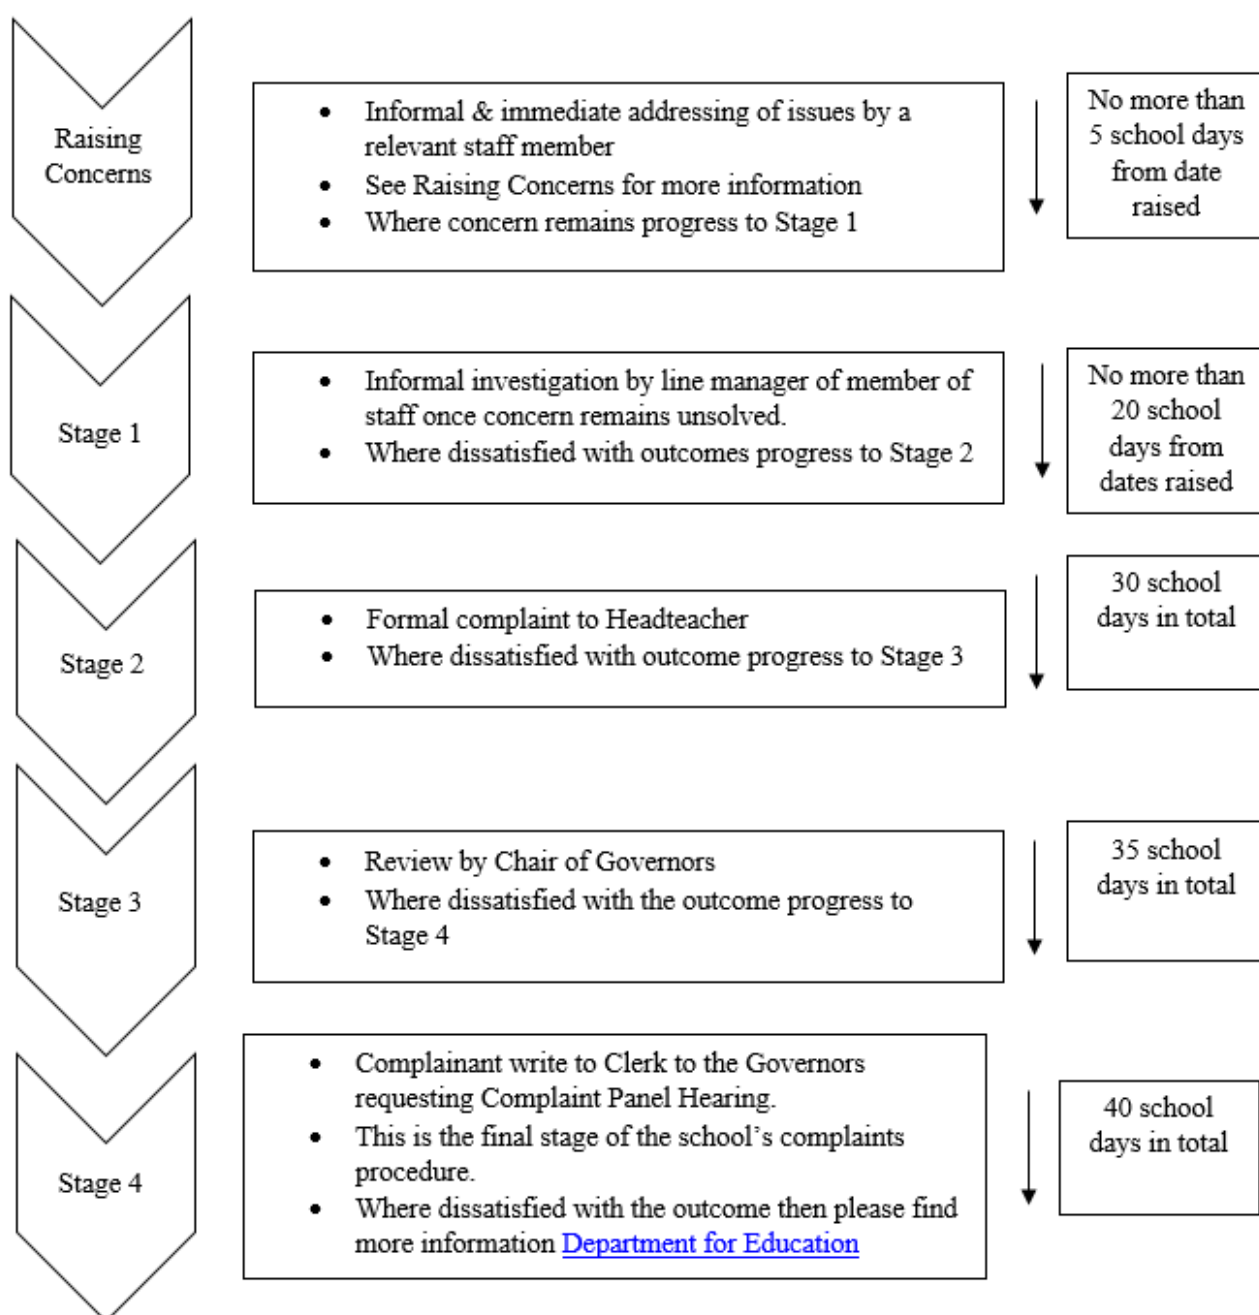 Raising
Concerns
• Informal & immediate addressing of issues by a
relevant staff member
• See Raising Concerns for more information
• Where concern remains progress to Stage 1
No more than
5 school days
from date
raised
Stage 1
• Informal investigation by line manager of member of
staff once concern remains unsolved.
• Where dissatisfied with outcomes progress to Stage 2
No more than
20 school
days from
dates raised
Stage 2
• Formal complaint to Headteacher
• Where dissatisfied with outcome progress to Stage 3
30 school
days in total
Stage 3
• Review by Chair of Governors
• Where dissatisfied with the outcome progress to
Stage 4
35 school
days in total
Stage 4
• Complainant write to Clerk to the Governors
requesting Complaint Panel Hearing.
• This is the final stage of the school’s complaints
procedure.
• Where dissatisfied with the outcome then please find
more information Department for Education
40 school
days in total